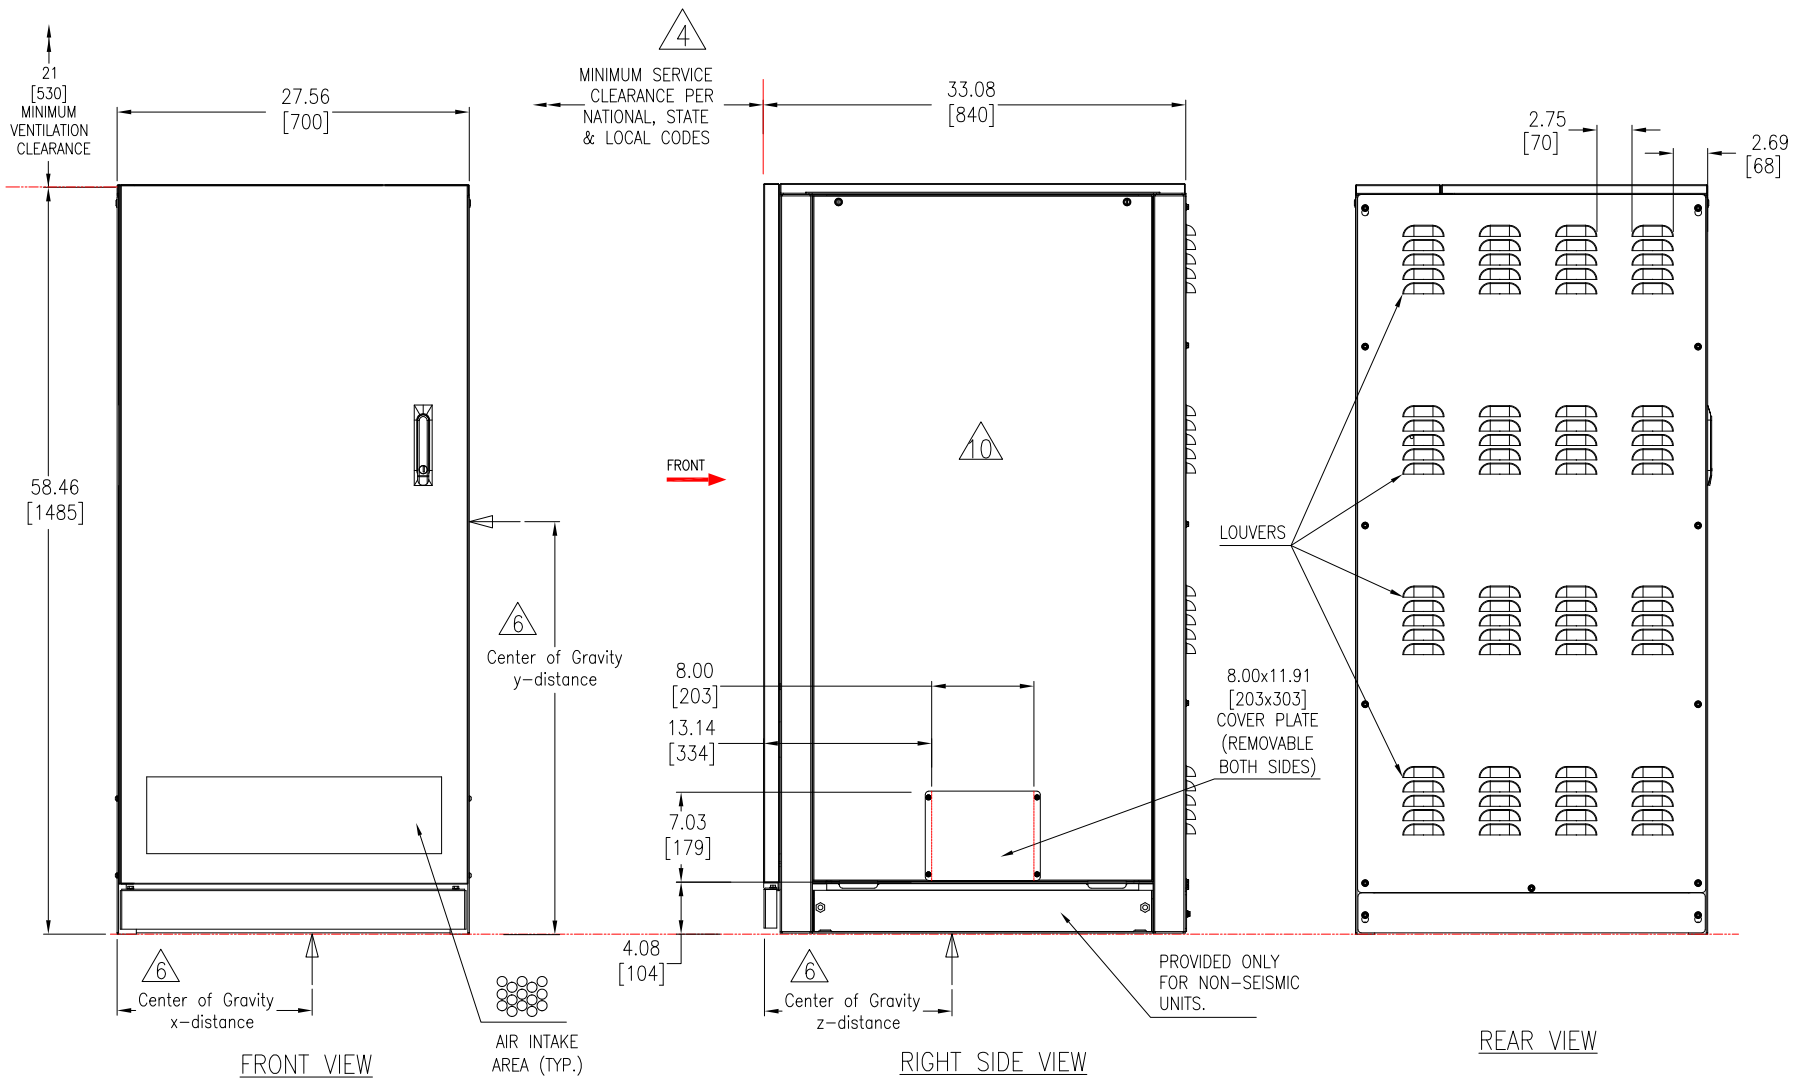 21
[530]
MINIMUM
VENTILATION
CLEARANCE
27.56
[700]
58.46
[1485]
6
Center of Gravity
y-distance
6
Center of Gravity
x-distance
AIR INTAKE
AREA (TYP.)
FRONT VIEW
4
MINIMUM SERVICE
CLEARANCE PER
NATIONAL, STATE
& LOCAL CODES
33.08
[840]
FRONT
10
8.00
[203]
13.14
[334]
7.03
[179]
4.08
[104]
8.00x11.91
[203x303]
COVER PLATE
(REMOVABLE
BOTH SIDES)
6
Center of Gravity
z-distance
PROVIDED ONLY
FOR NON-SEISMIC
UNITS.
RIGHT SIDE VIEW
2.75
[70]
2.69
[68]
LOUVERS
REAR VIEW